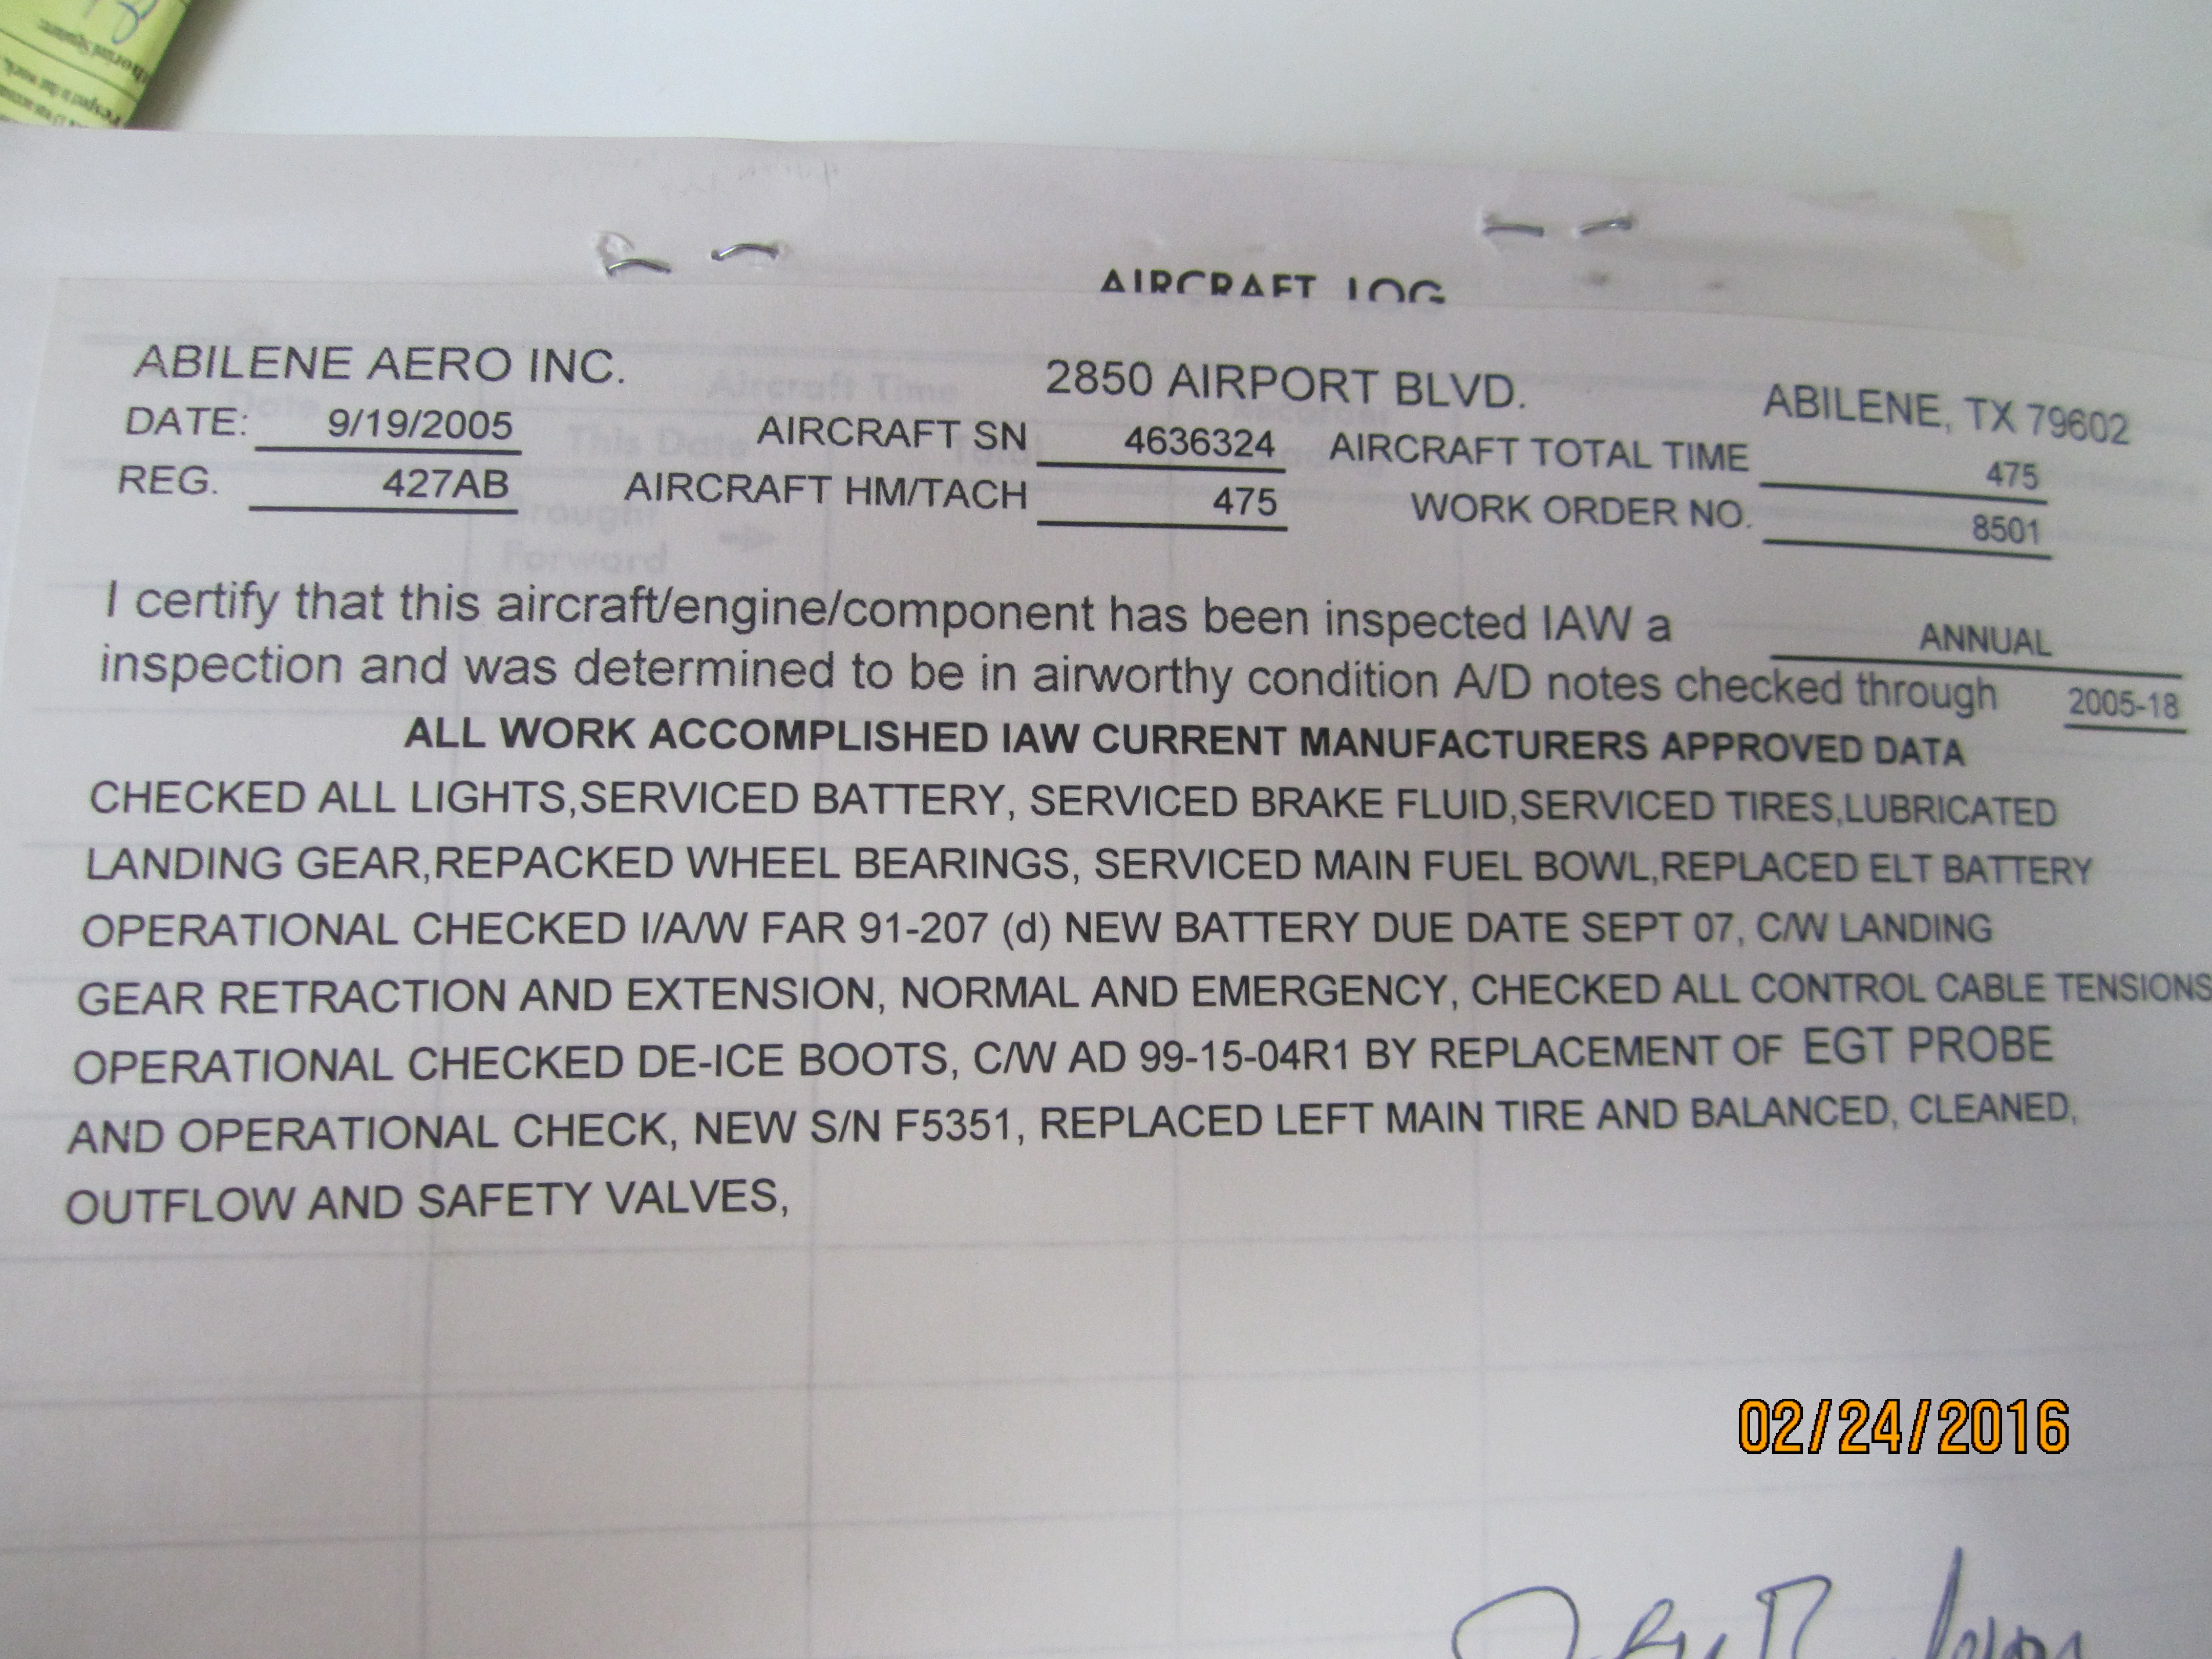 AIRCRAFT LOG
ABILENE AERO INC. 2850 AIRPORT BLVD. ABILENE, TX 79602
DATE: 9/19/2005 AIRCRAFT SN 4636324 AIRCRAFT TOTAL TIME 475
REG. 427AB AIRCRAFT HM/TACH 475 WORK ORDER NO. 8501
I certify that this aircraft/engine/component has been inspected IAW a ANNUAL
inspection and was determined to be in airworthy condition A/D notes checked through 2005-18
ALL WORK ACCOMPLISHED IAW CURRENT MANUFACTURERS APPROVED DATA
CHECKED ALL LIGHTS,SERVICED BATTERY, SERVICED BRAKE FLUID,SERVICED TIRES,LUBRICATED
LANDING GEAR,REPACKED WHEEL BEARINGS, SERVICED MAIN FUEL BOWL,REPLACED ELT BATTERY
OPERATIONAL CHECKED I/A/W FAR 91-207 (d) NEW BATTERY DUE DATE SEPT 07, C/W LANDING
GEAR RETRACTION AND EXTENSION, NORMAL AND EMERGENCY, CHECKED ALL CONTROL CABLE TENSIONS
OPERATIONAL CHECKED DE-ICE BOOTS, C/W AD 99-15-04R1 BY REPLACEMENT OF EGT PROBE
AND OPERATIONAL CHECK, NEW S/N F5351, REPLACED LEFT MAIN TIRE AND BALANCED, CLEANED,
OUTFLOW AND SAFETY VALVES,
02/24/2016